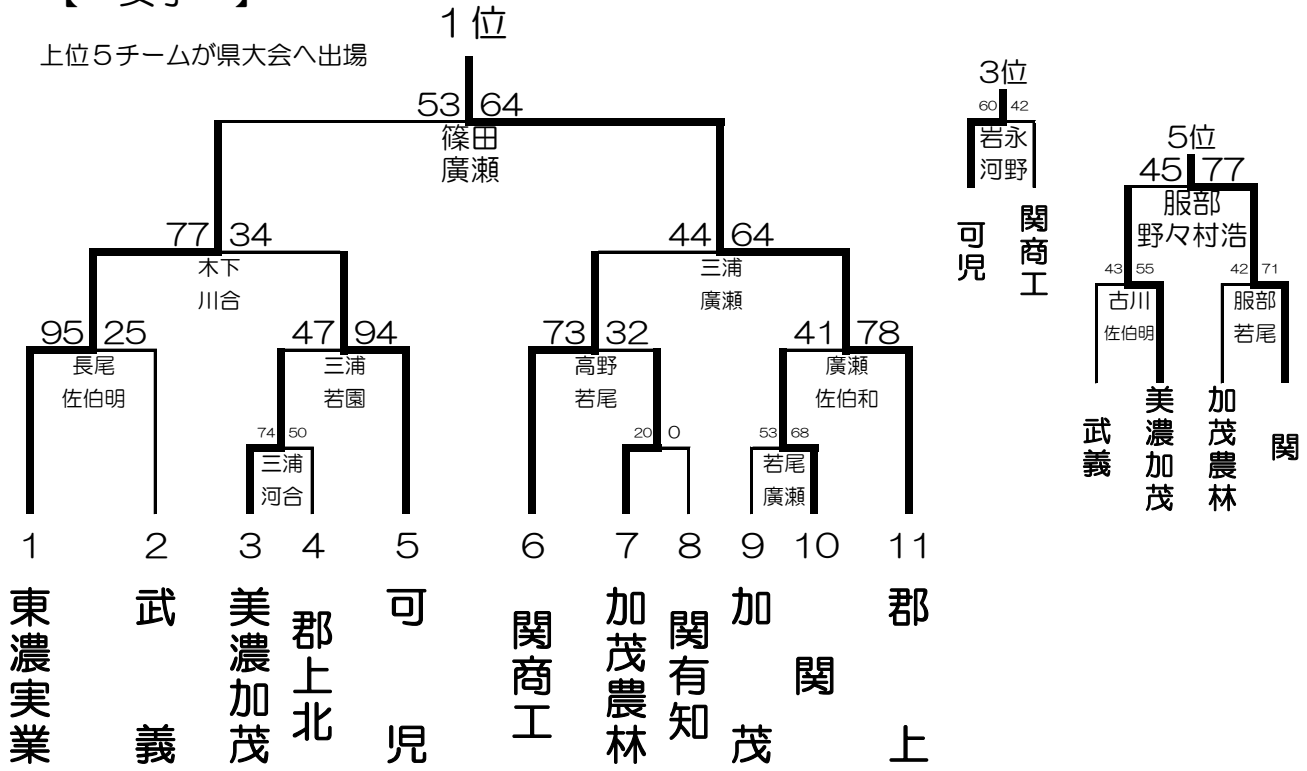 上位5チームが県大会へ出場
1位
53 64
篠田
廣瀬
77 34
木下
川合
44 64
三浦
廣瀬
95 25
長尾
佐伯明
47 94
三浦
若園
73 32
高野
若尾
41 78
廣瀬
佐伯和
74 50
三浦
河合
20 0
53 68
若尾
廣瀬
1 2 3 4 5 6 7 8 9 10 11
東濃実業
武義
美濃加茂
郡上北
可児
関商工
加茂農林
関有知
加茂
関
郡上
3位
60 42
岩永
河野
可児
関商工
5位
45 77
服部
野々村浩
43 55
古川
佐伯明
42 71
服部
若尾
武義
美濃加茂
加茂農林
関